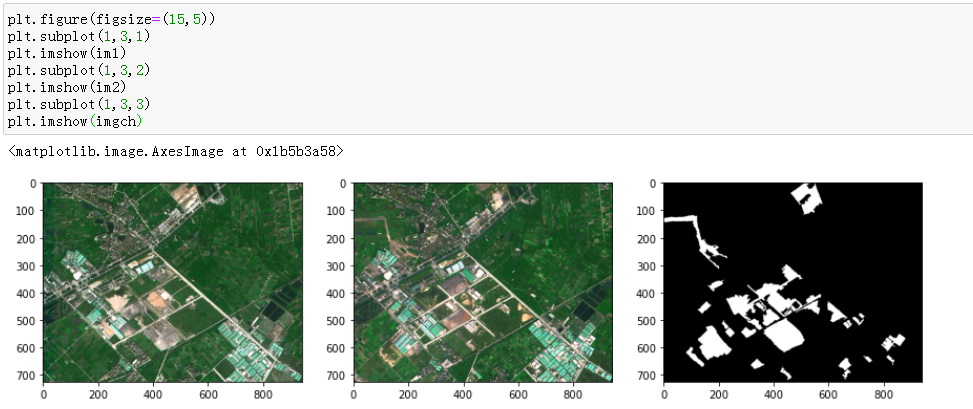 plt.figure(figsize=(15,5))
plt.subplot(1,3,1)
plt.imshow(im1)
plt.subplot(1,3,2)
plt.imshow(im2)
plt.subplot(1,3,3)
plt.imshow(imgch)
<matplotlib.image.AxesImage at 0x1b5b3a58>
0
100
200
300
400
500
600
700
0 200 400 600 800
0
100
200
300
400
500
600
700
0 200 400 600 800
0
100
200
300
400
500
600
700
0 200 400 600 800